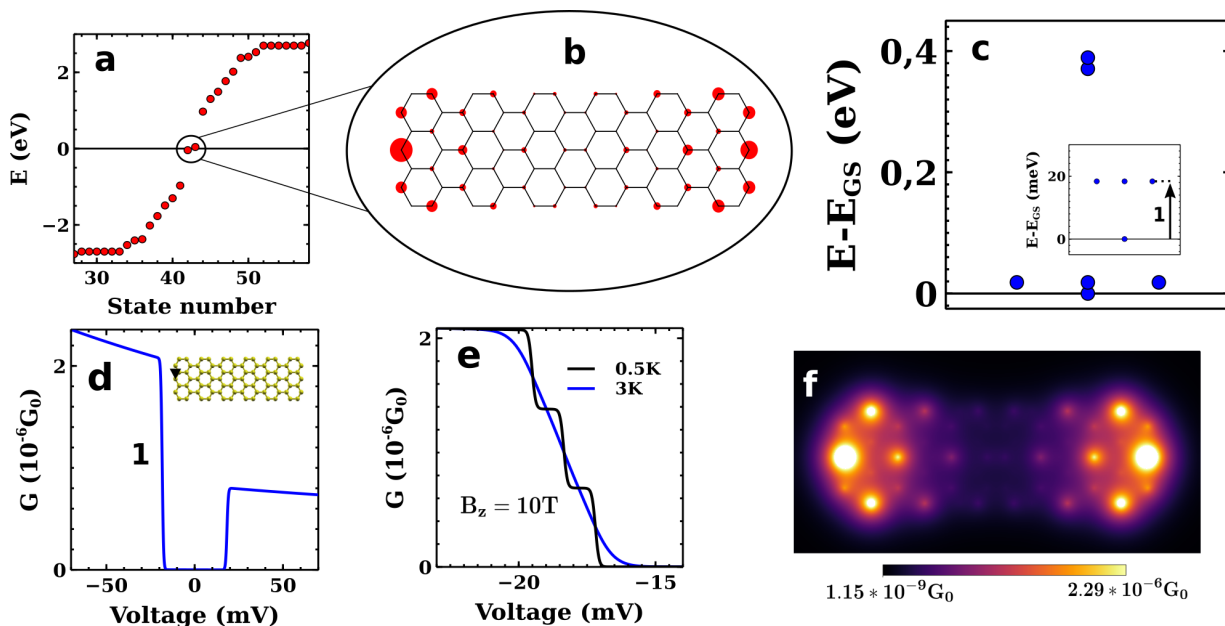 a
E (eV)
2
0
−2
30
40
50
State number
b
c
E-E_GS (eV)
0,4
0,2
0
E-E_GS (meV)
20
0
1
d
G (10^-6 G_0)
2
0
1
−50
0
50
Voltage (mV)
e
G (10^-6 G_0)
2
0
0.5K
3K
B_z = 10T
−20
−14
Voltage (mV)
f
1.15 * 10^−9 G_0
2.29 * 10^−6 G_0